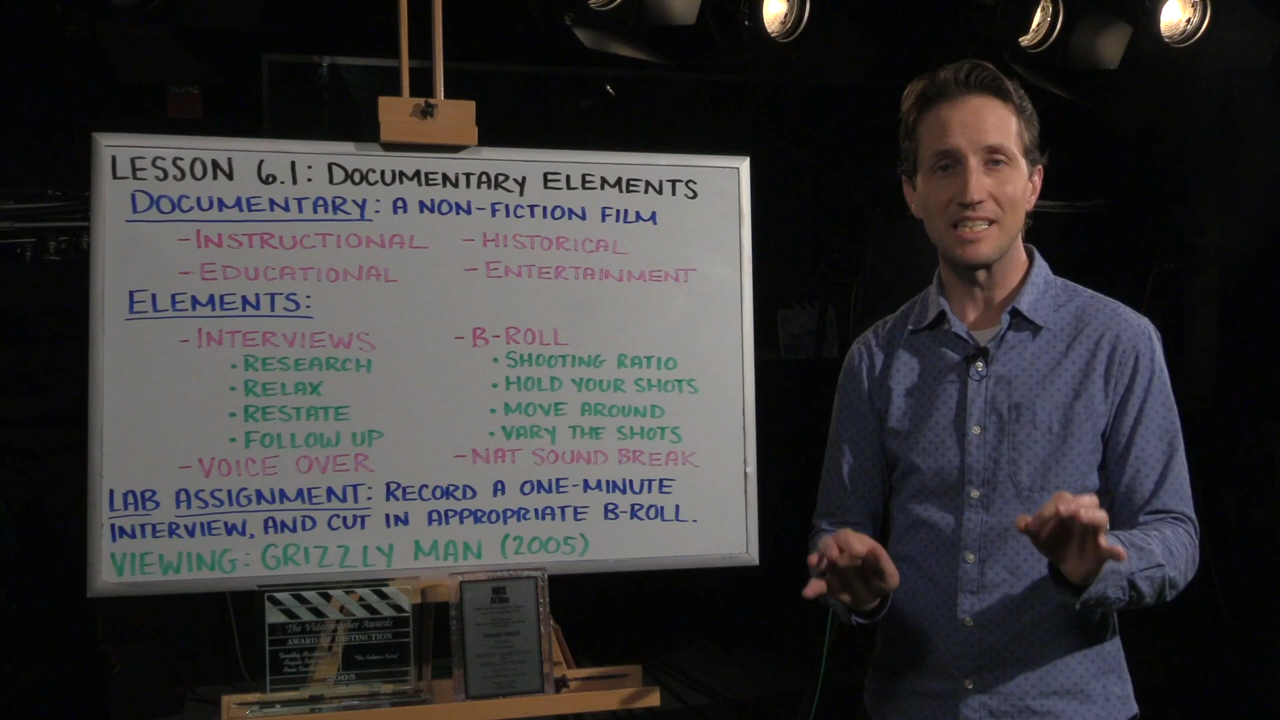 LESSON 6.1: DOCUMENTARY ELEMENTS
DOCUMENTARY: A NON-FICTION FILM
-INSTRUCTIONAL -HISTORICAL
-EDUCATIONAL -ENTERTAINMENT
ELEMENTS:
-INTERVIEWS -B-ROLL
•RESEARCH •SHOOTING RATIO
•RELAX •HOLD YOUR SHOTS
•RESTATE •MOVE AROUND
•FOLLOW UP •VARY THE SHOTS
-VOICE OVER -NAT SOUND BREAK
LAB ASSIGNMENT: RECORD A ONE-MINUTE
INTERVIEW, AND CUT IN APPROPRIATE B-ROLL.
VIEWING: GRIZZLY MAN (2005)
The Videographer Awards
AWARD OF DISTINCTION
2005